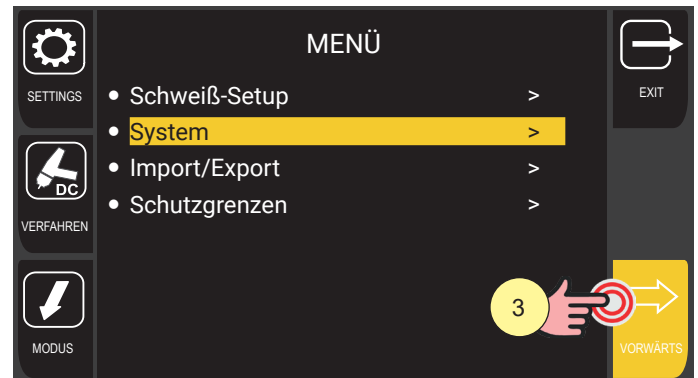 MENÜ
SETTINGS
EXIT
• Schweiß-Setup >
• System >
• Import/Export >
• Schutzgrenzen >
DC
VERFAHREN
MODUS
3
VORWÄRTS